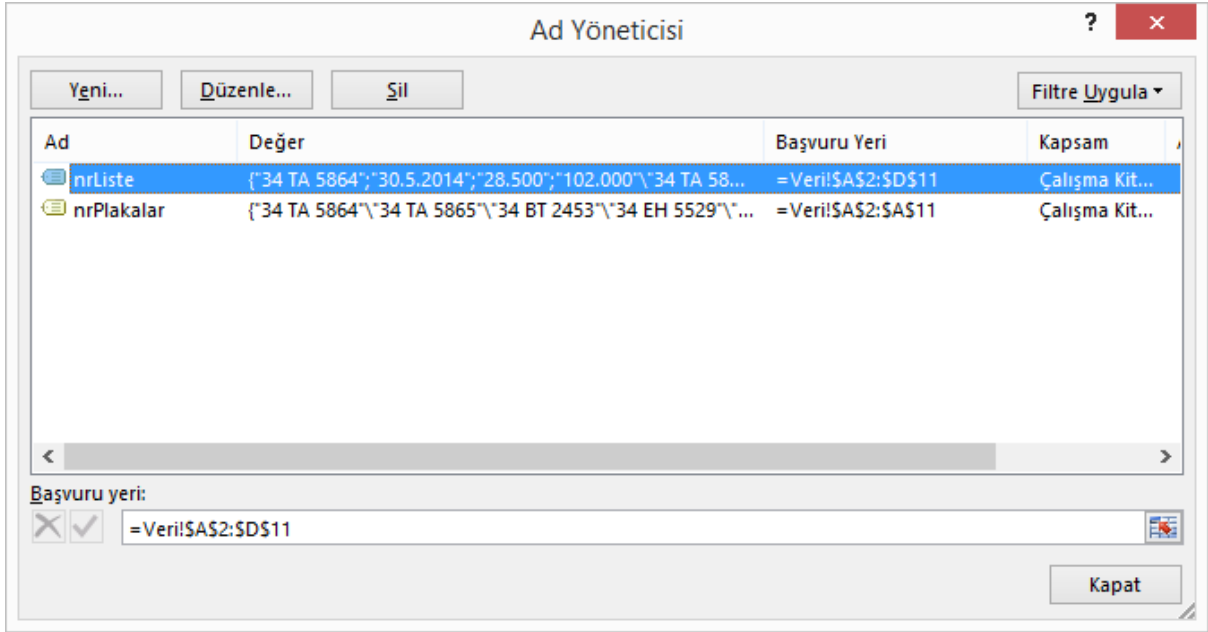 Ad Yöneticisi
? ×
Yeni... Düzenle... Sil Filtre Uygula
Ad Değer Başvuru Yeri Kapsam
nrListe {"34 TA 5864";"30.5.2014";"28.500";"102.000"\"34 TA 58... =Veri!$A$2:$D$11 Çalışma Kit...
nrPlakalar {"34 TA 5864"\"34 TA 5865"\"34 BT 2453"\"34 EH 5529"\"... =Veri!$A$2:$A$11 Çalışma Kit...
Başvuru yeri:
=Veri!$A$2:$D$11
Kapat